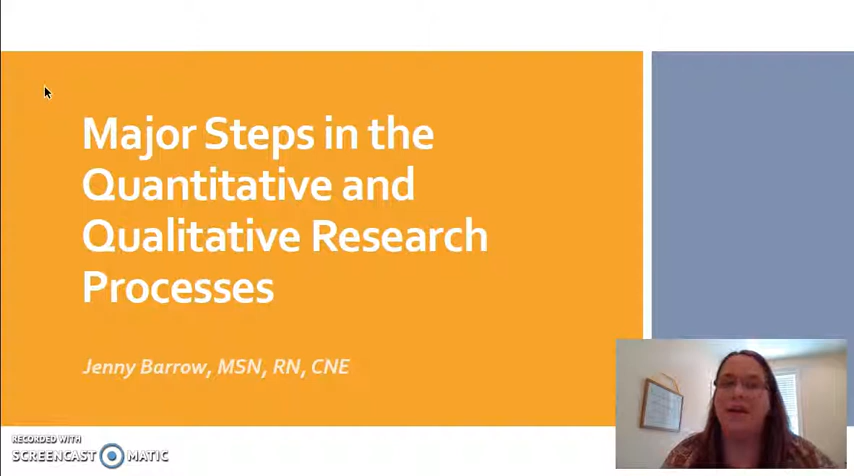 Major Steps in the
Quantitative and
Qualitative Research
Processes
Jenny Barrow, MSN, RN, CNE
RECORDED WITH
SCREENCAST MATIC